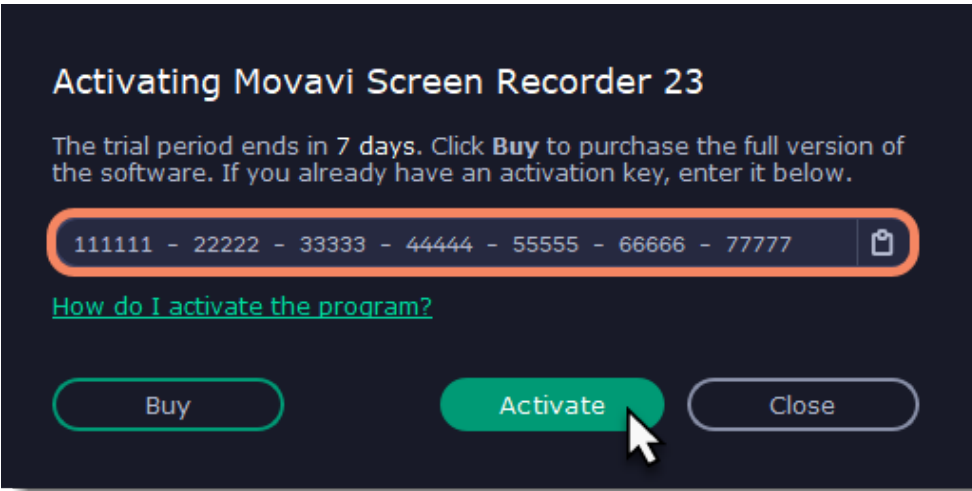 Activating Movavi Screen Recorder 23
The trial period ends in 7 days. Click Buy to purchase the full version of
the software. If you already have an activation key, enter it below.
111111 - 22222 - 33333 - 44444 - 55555 - 66666 - 77777
How do I activate the program?
Buy
Activate
Close